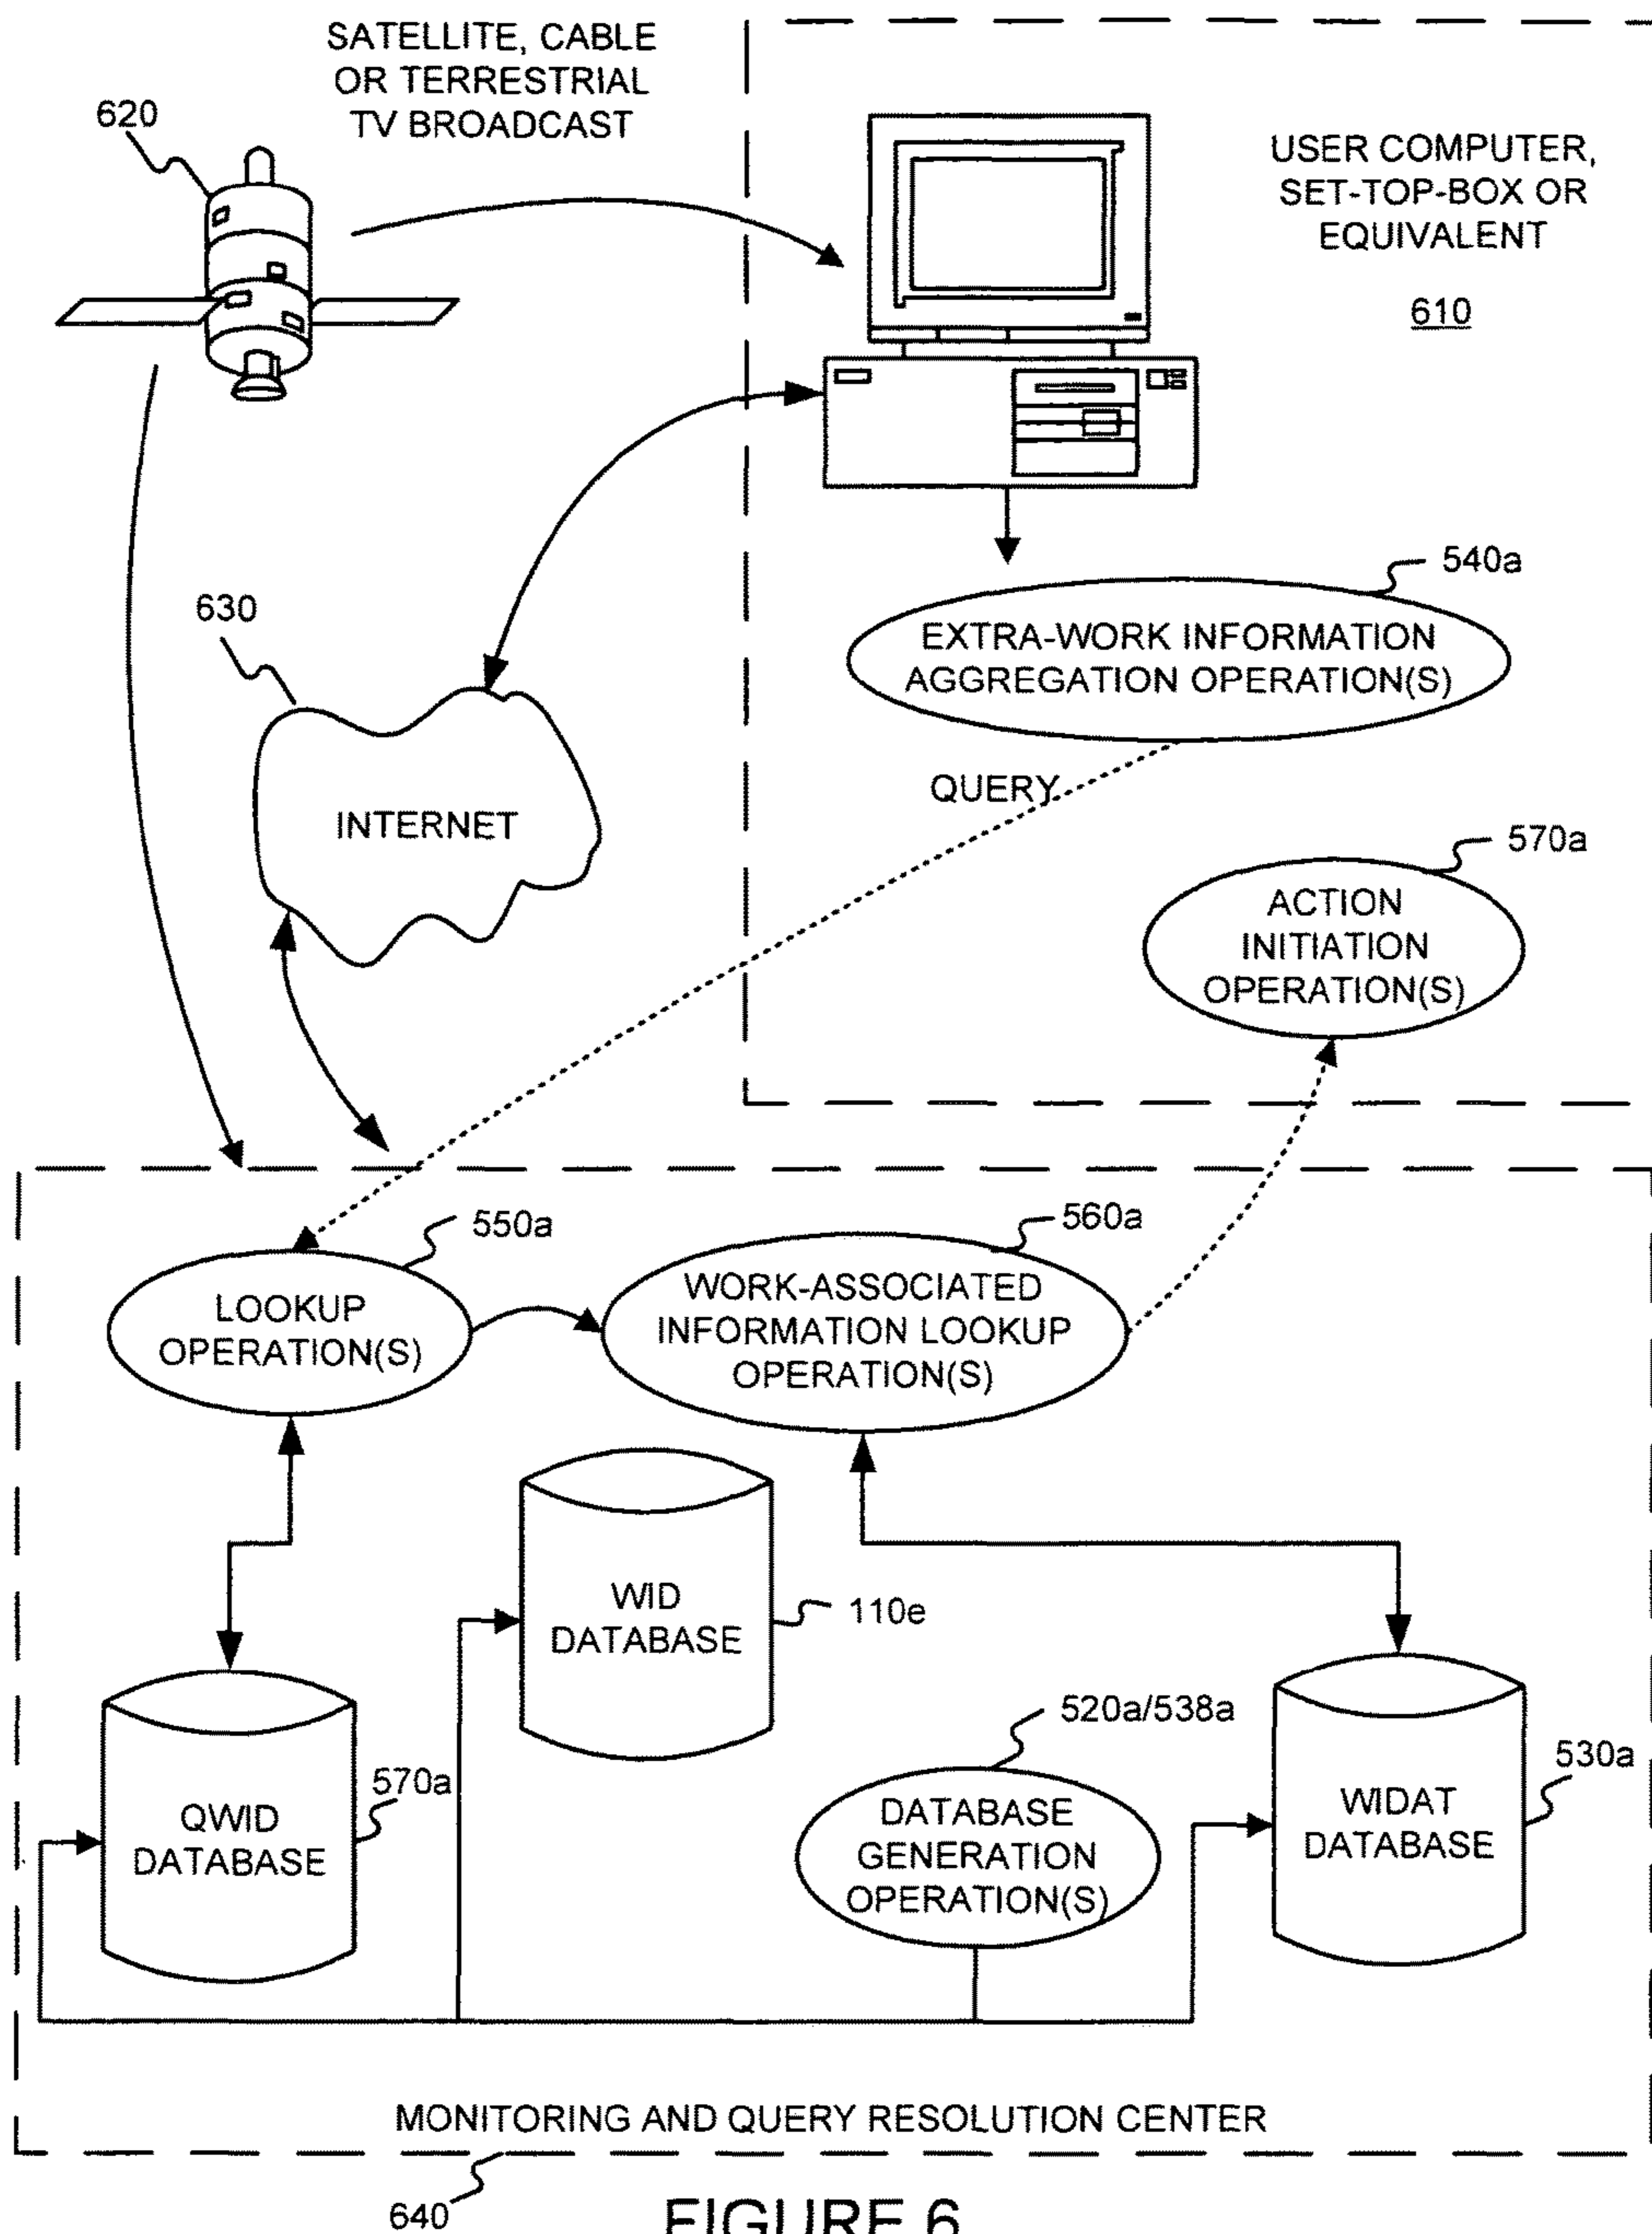 SATELLITE, CABLE
OR TERRESTRIAL
TV BROADCAST
620
USER COMPUTER,
SET-TOP-BOX OR
EQUIVALENT
610
540a
EXTRA-WORK INFORMATION
AGGREGATION OPERATION(S)
630
INTERNET
QUERY
570a
ACTION
INITIATION
OPERATION(S)
550a
LOOKUP
OPERATION(S)
560a
WORK-ASSOCIATED
INFORMATION LOOKUP
OPERATION(S)
WID
DATABASE
110e
QWID
DATABASE
570a
520a/538a
DATABASE
GENERATION
OPERATION(S)
WIDAT
DATABASE
530a
MONITORING AND QUERY RESOLUTION CENTER
640
FIGURE 6